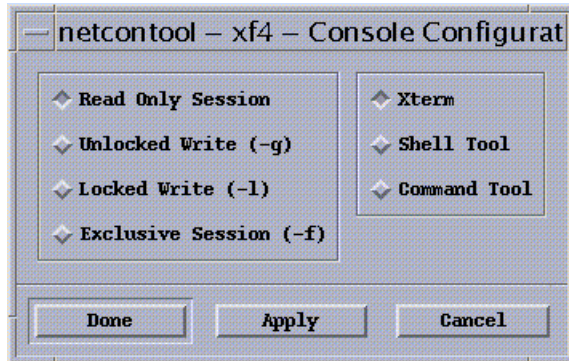 netcontool – xf4 – Console Configurat
Read Only Session
Unlocked Write (-g)
Locked Write (-l)
Exclusive Session (-f)
Xterm
Shell Tool
Command Tool
Done
Apply
Cancel